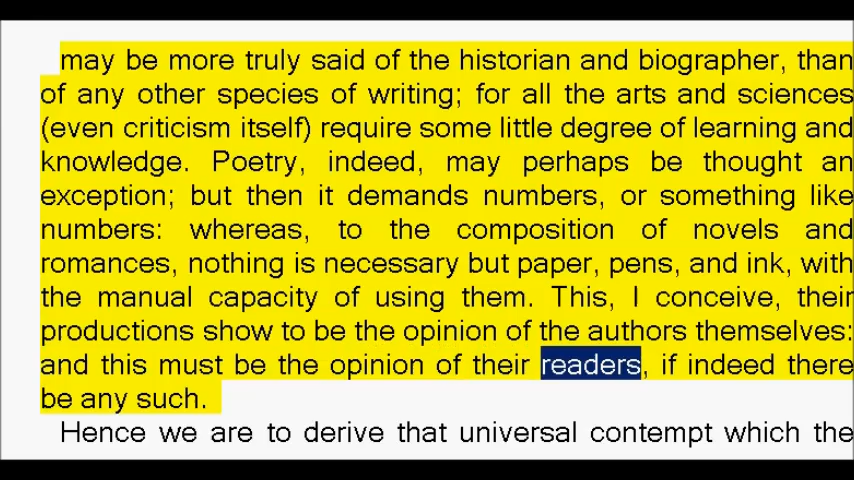 may be more truly said of the historian and biographer, than
of any other species of writing; for all the arts and sciences
(even criticism itself) require some little degree of learning and
knowledge. Poetry, indeed, may perhaps be thought an
exception; but then it demands numbers, or something like
numbers: whereas, to the composition of novels and
romances, nothing is necessary but paper, pens, and ink, with
the manual capacity of using them. This, I conceive, their
productions show to be the opinion of the authors themselves:
and this must be the opinion of their readers, if indeed there
be any such.
Hence we are to derive that universal contempt which the